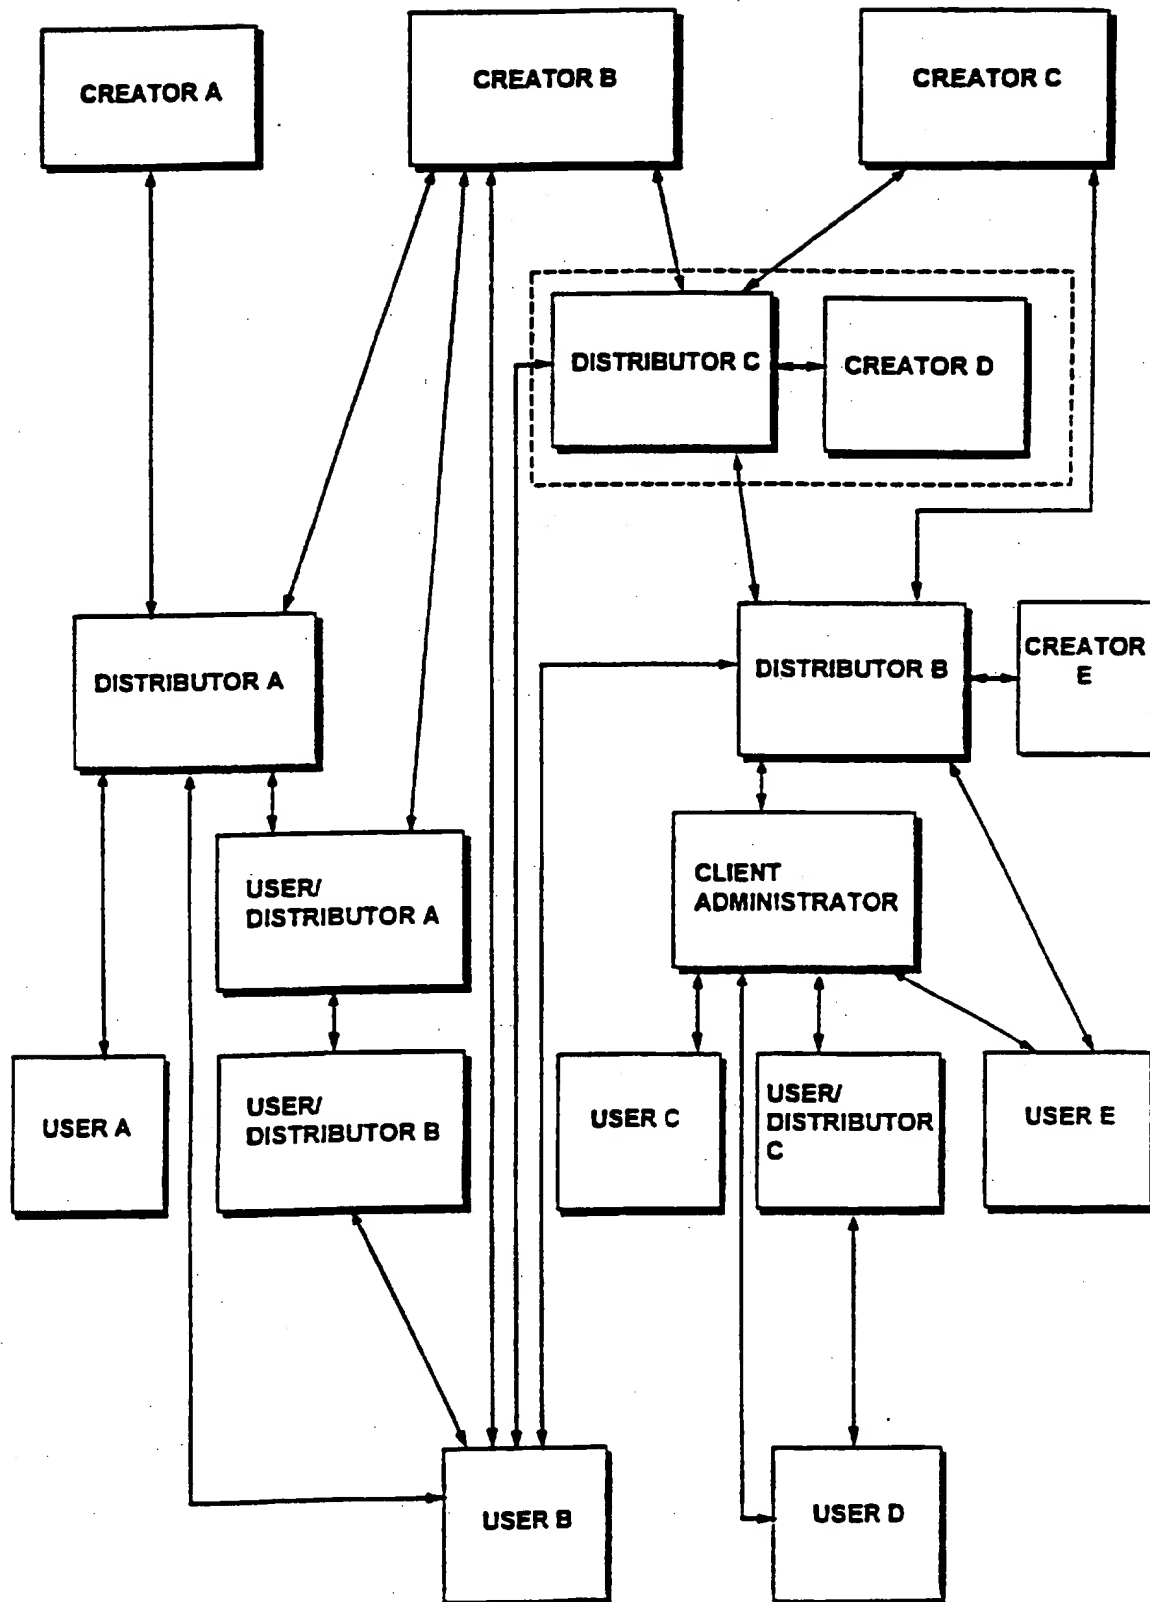 CREATOR A
CREATOR B
CREATOR C
DISTRIBUTOR C
CREATOR D
DISTRIBUTOR A
DISTRIBUTOR B
CREATOR
E
USER/
DISTRIBUTOR A
CLIENT
ADMINISTRATOR
USER A
USER/
DISTRIBUTOR B
USER C
USER/
DISTRIBUTOR
C
USER E
USER B
USER D